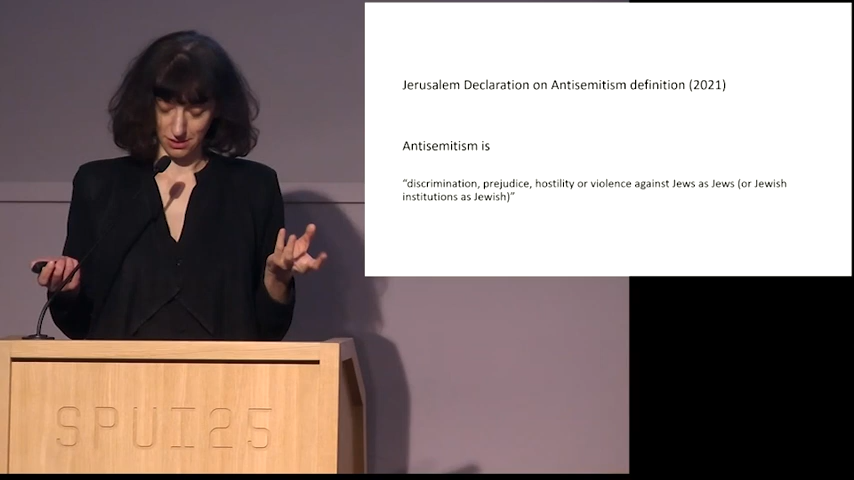 Jerusalem Declaration on Antisemitism definition (2021)
Antisemitism is
“discrimination, prejudice, hostility or violence against Jews as Jews (or Jewish
institutions as Jewish)”
SPUI25